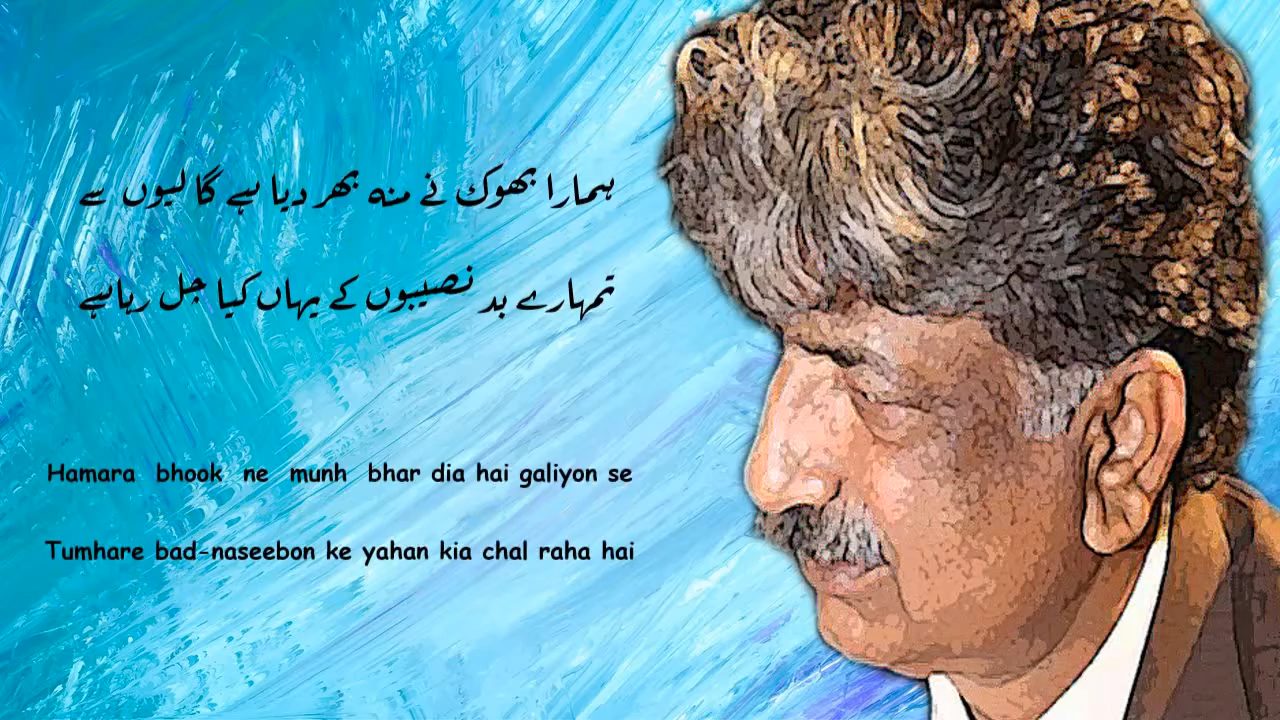 ہمارا بھوک نے منہ بھر دیا ہے گالیوں سے
تمہارے بد نصیبوں کے یہاں کیا چل رہا ہے
Hamara bhook ne munh bhar dia hai galiyon se
Tumhare bad-naseebon ke yahan kia chal raha hai